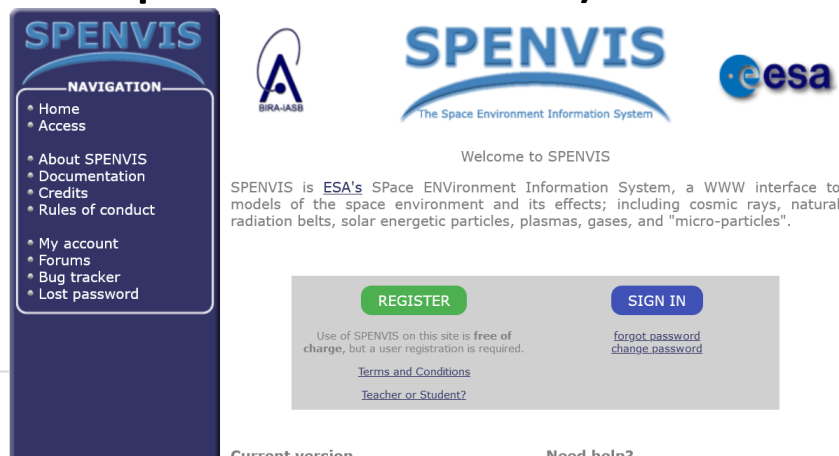 SPENVIS
NAVIGATION
Home
Access
About SPENVIS
Documentation
Credits
Rules of conduct
My account
Forums
Bug tracker
Lost password
BIRA-IASB
SPENVIS
The Space Environment Information System
esa
Welcome to SPENVIS
SPENVIS is ESA's SPace ENVironment Information System, a WWW interface to
models of the space environment and its effects; including cosmic rays, natural
radiation belts, solar energetic particles, plasmas, gases, and "micro-particles".
REGISTER
Use of SPENVIS on this site is free of
charge, but a user registration is required.
Terms and Conditions
Teacher or Student?
SIGN IN
forgot password
change password
Current version
Need help?